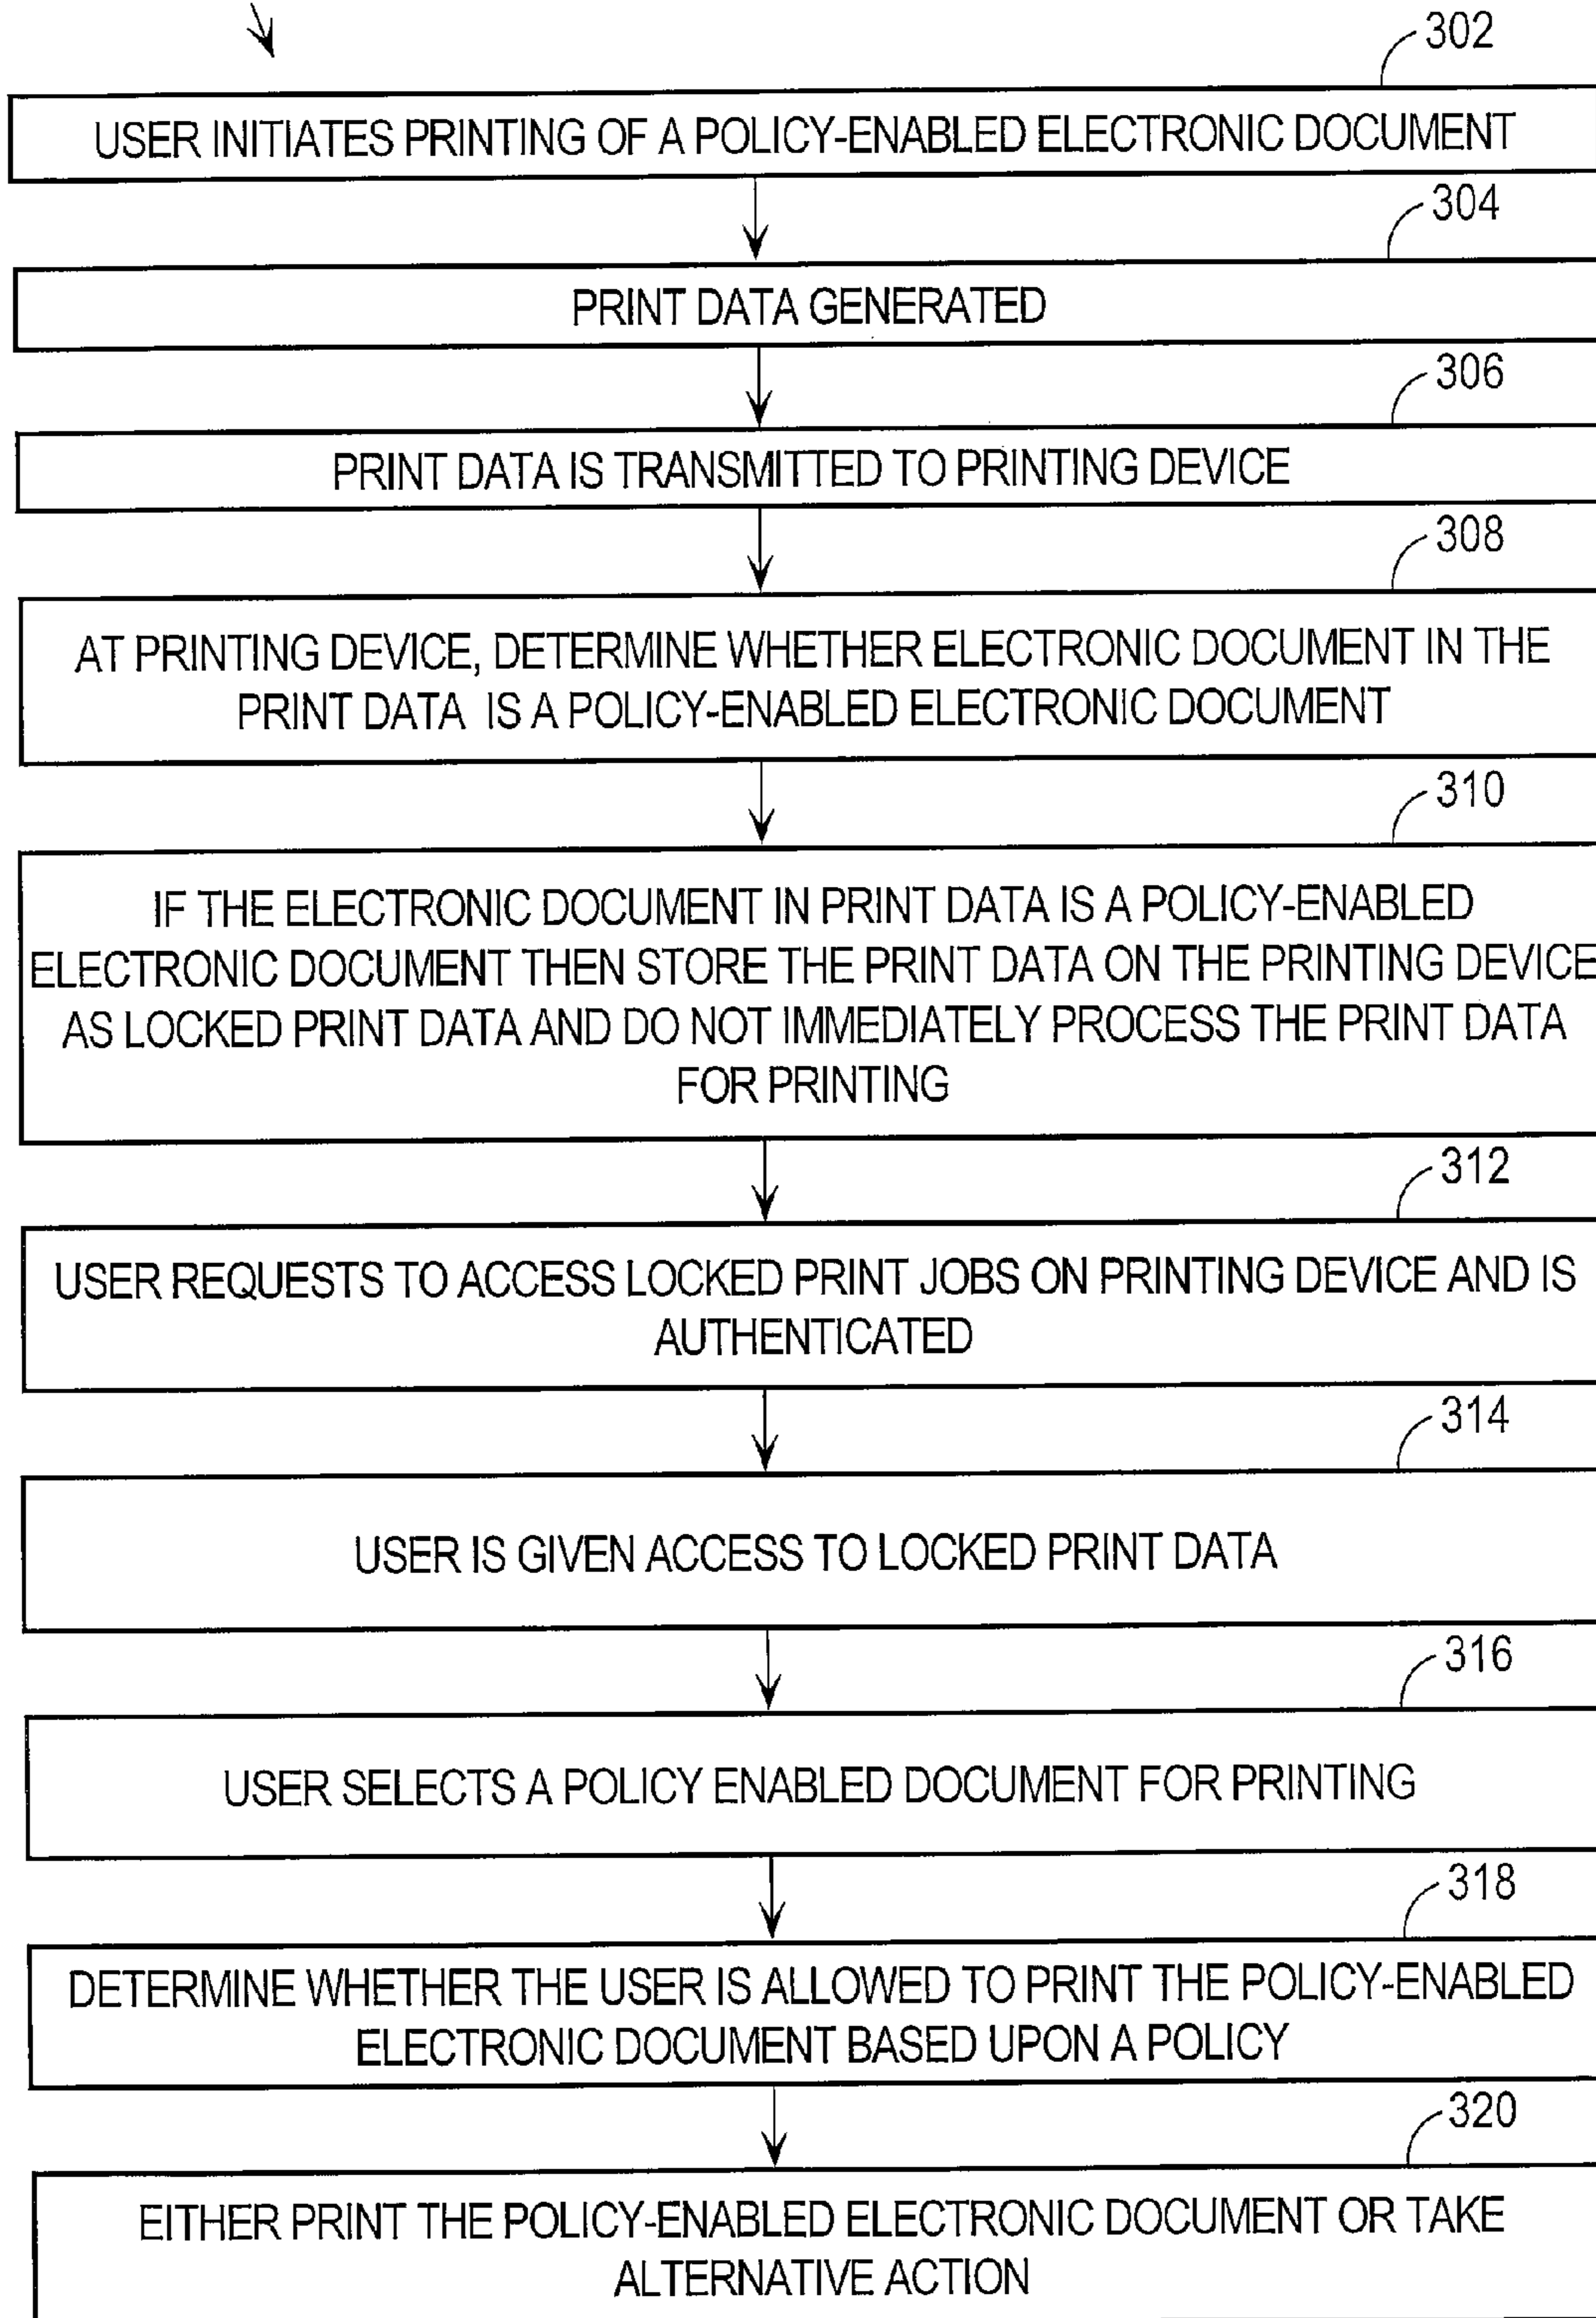 302
USER INITIATES PRINTING OF A POLICY-ENABLED ELECTRONIC DOCUMENT
304
PRINT DATA GENERATED
306
PRINT DATA IS TRANSMITTED TO PRINTING DEVICE
308
AT PRINTING DEVICE, DETERMINE WHETHER ELECTRONIC DOCUMENT IN THE
PRINT DATA IS A POLICY-ENABLED ELECTRONIC DOCUMENT
310
IF THE ELECTRONIC DOCUMENT IN PRINT DATA IS A POLICY-ENABLED
ELECTRONIC DOCUMENT THEN STORE THE PRINT DATA ON THE PRINTING DEVICE
AS LOCKED PRINT DATA AND DO NOT IMMEDIATELY PROCESS THE PRINT DATA
FOR PRINTING
312
USER REQUESTS TO ACCESS LOCKED PRINT JOBS ON PRINTING DEVICE AND IS
AUTHENTICATED
314
USER IS GIVEN ACCESS TO LOCKED PRINT DATA
316
USER SELECTS A POLICY ENABLED DOCUMENT FOR PRINTING
318
DETERMINE WHETHER THE USER IS ALLOWED TO PRINT THE POLICY-ENABLED
ELECTRONIC DOCUMENT BASED UPON A POLICY
320
EITHER PRINT THE POLICY-ENABLED ELECTRONIC DOCUMENT OR TAKE
ALTERNATIVE ACTION